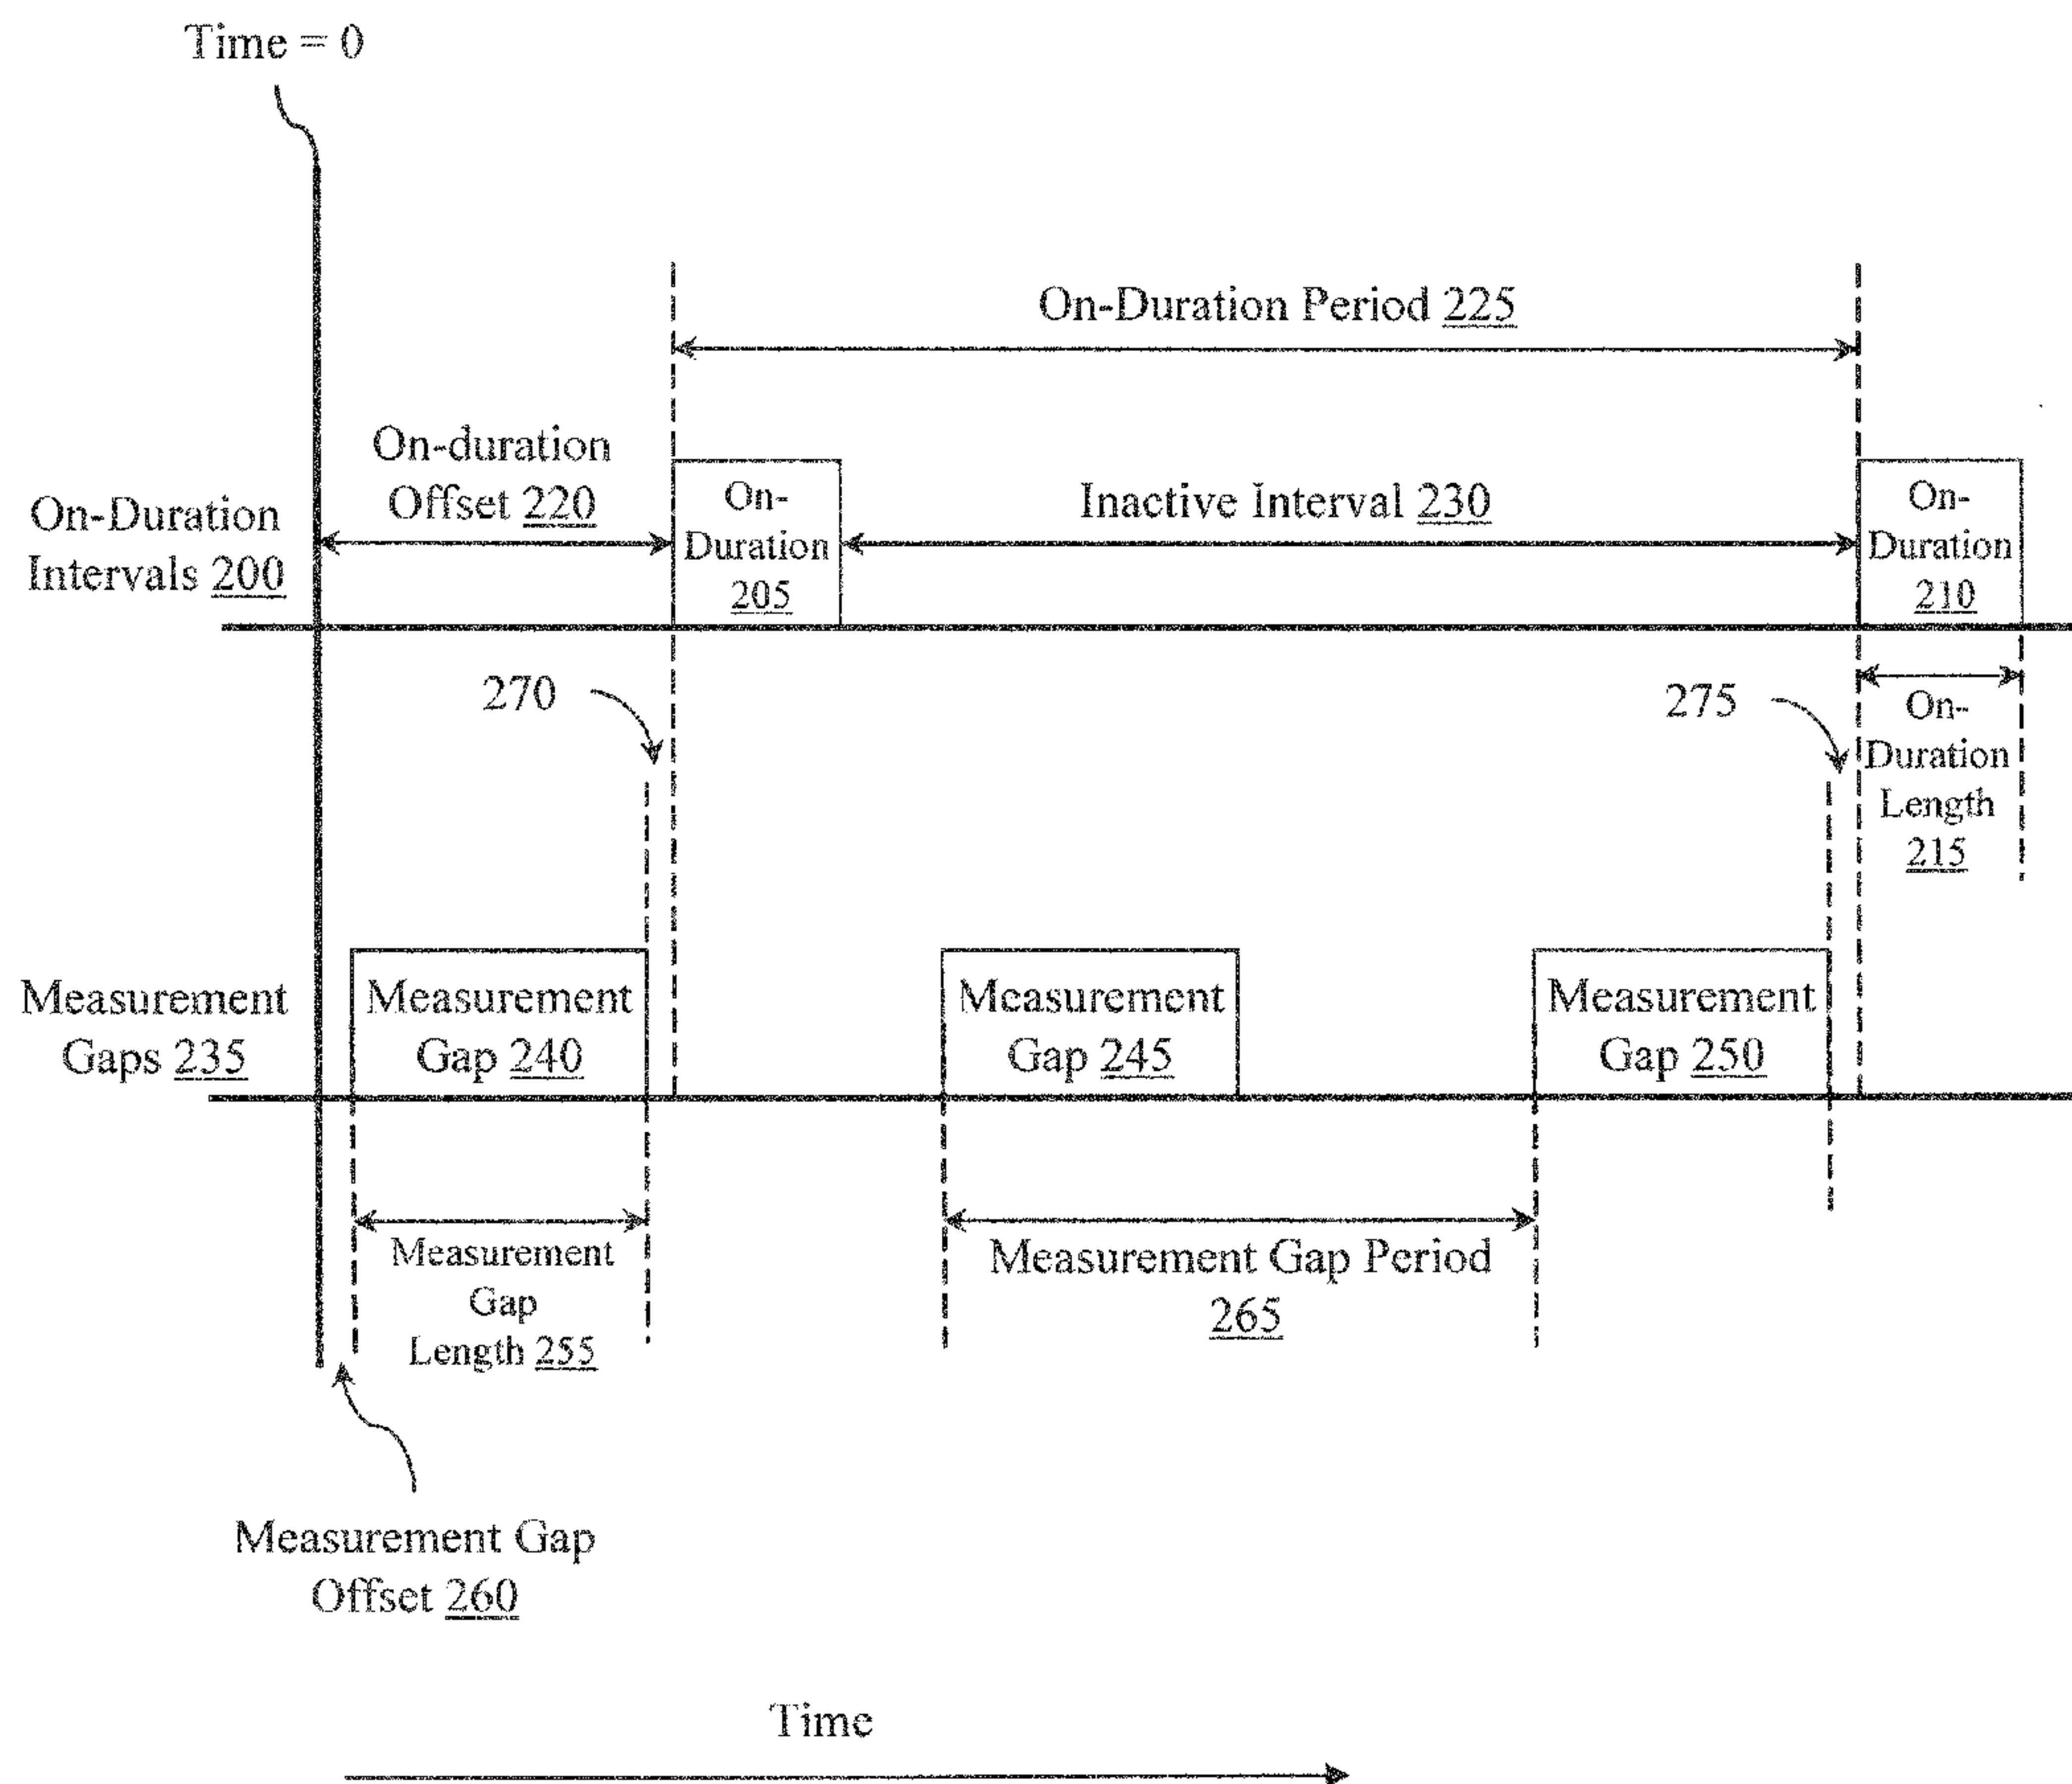 Time = 0
On-Duration Period 225
On-duration
Offset 220
On-
Duration
205
Inactive Interval 230
On-
Duration
210
On-Duration
Intervals 200
270
275
On-
Duration
Length
215
Measurement
Gaps 235
Measurement
Gap 240
Measurement
Gap 245
Measurement
Gap 250
Measurement
Gap
Length 255
Measurement Gap Period
265
Measurement Gap
Offset 260
Time